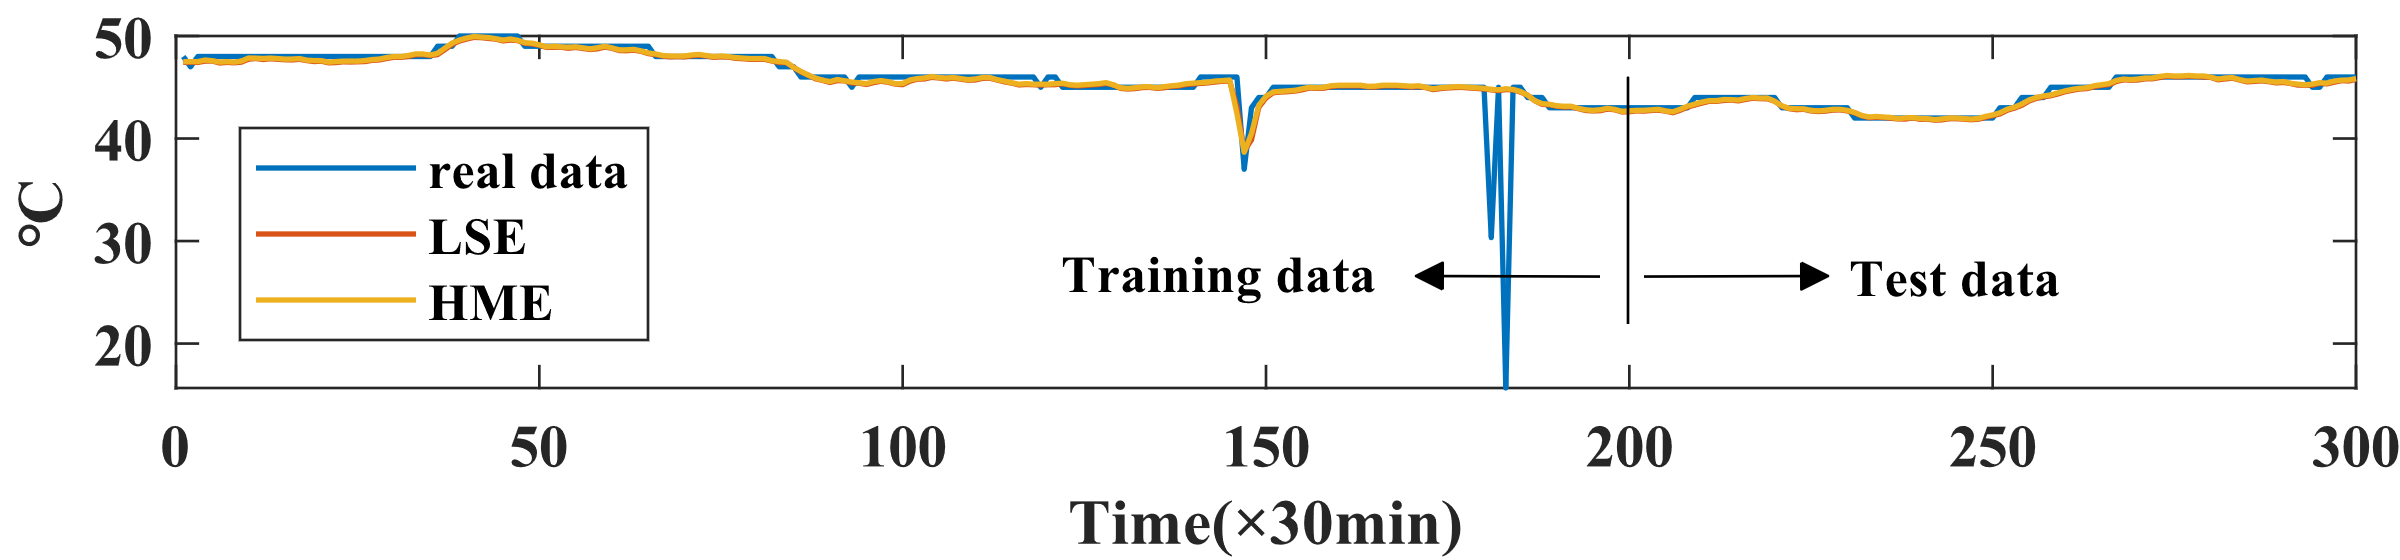 50
40
30
20
°C
real data
LSE
HME
Training data
Test data
0 50 100 150 200 250 300
Time(×30min)